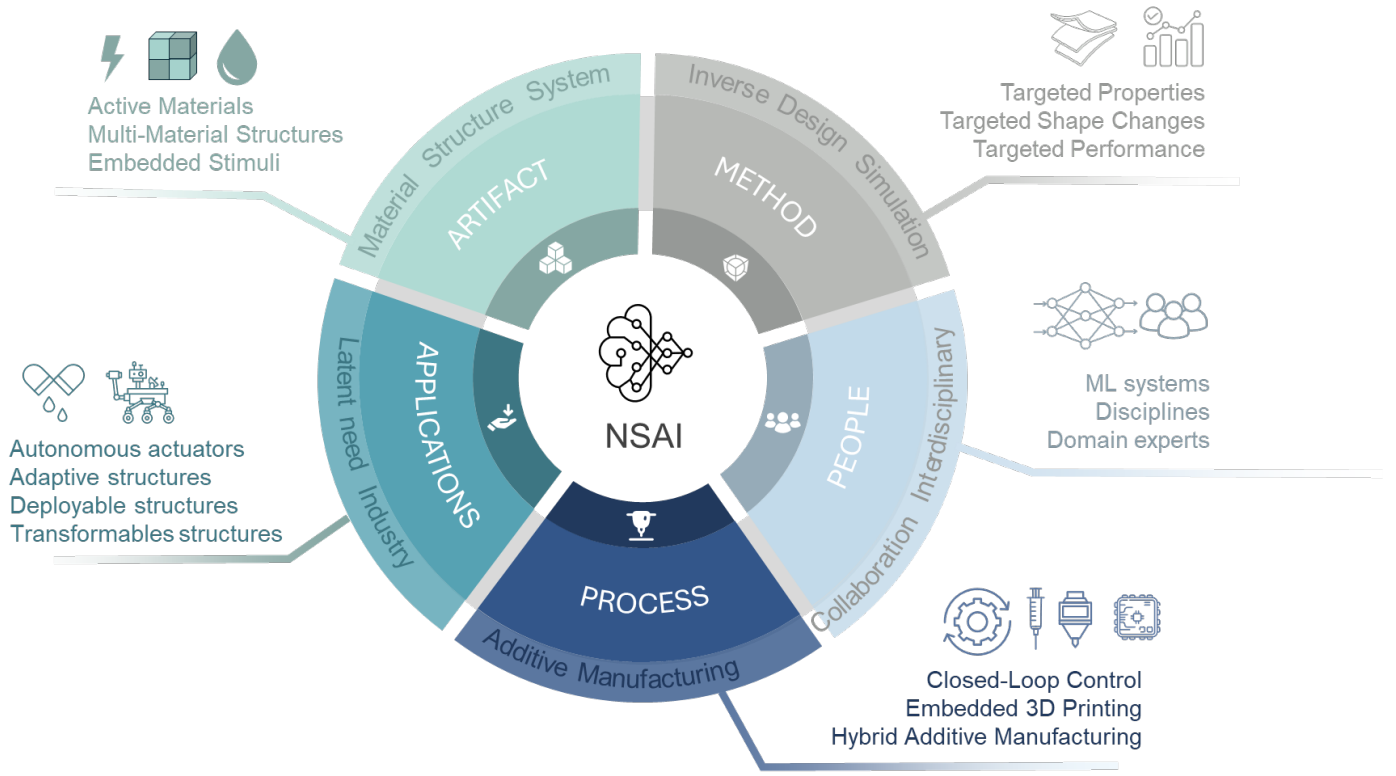 Active Materials
Multi-Material Structures
Embedded Stimuli
Material Structure System
ARTIFACT
Inverse Design Simulation
METHOD
Targeted Properties
Targeted Shape Changes
Targeted Performance
ML systems
Disciplines
Domain experts
Collaboration Interdisciplinary
PEOPLE
NSAI
APPLICATIONS
Latent need Industry
Autonomous actuators
Adaptive structures
Deployable structures
Transformables structures
PROCESS
Additive Manufacturing
Closed-Loop Control
Embedded 3D Printing
Hybrid Additive Manufacturing